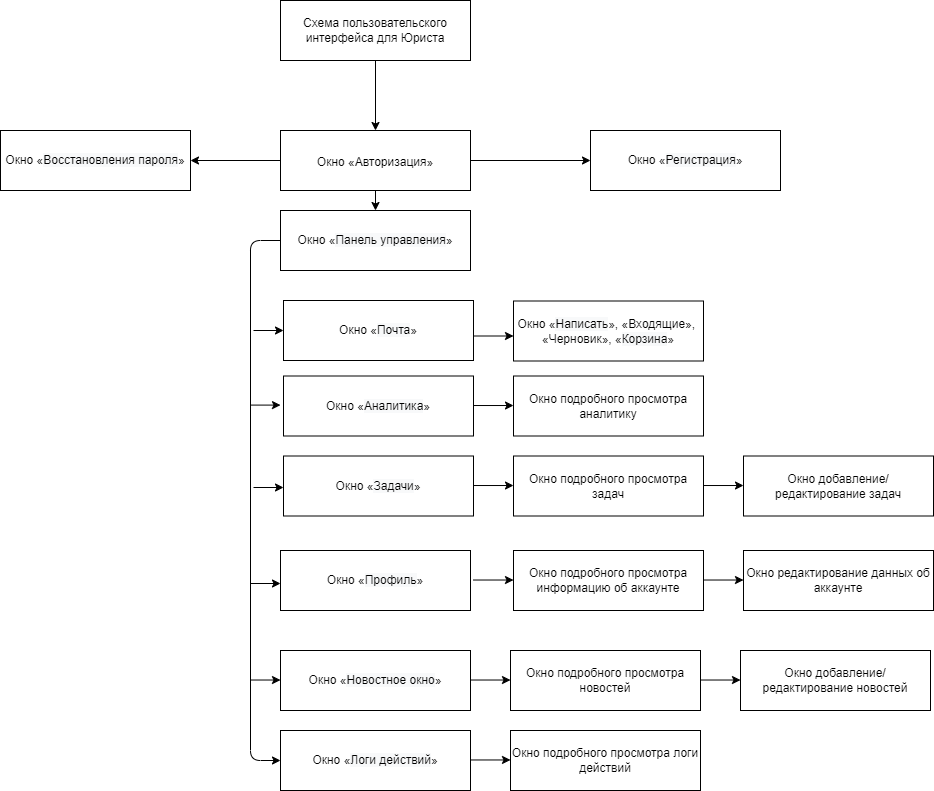 Схема пользовательского
интерфейса для Юриста
Окно «Восстановления пароля»
Окно «Авторизация»
Окно «Регистрация»
Окно «Панель управления»
Окно «Почта»
Окно «Написать», «Входящие»,
«Черновик», «Корзина»
Окно «Аналитика»
Окно подробного просмотра
аналитику
Окно «Задачи»
Окно подробного просмотра
задач
Окно добавление/
редактирование задач
Окно «Профиль»
Окно подробного просмотра
информацию об аккаунте
Окно редактирование данных об
аккаунте
Окно «Новостное окно»
Окно подробного просмотра
новостей
Окно добавление/
редактирование новостей
Окно «Логи действий»
Окно подробного просмотра логи
действий